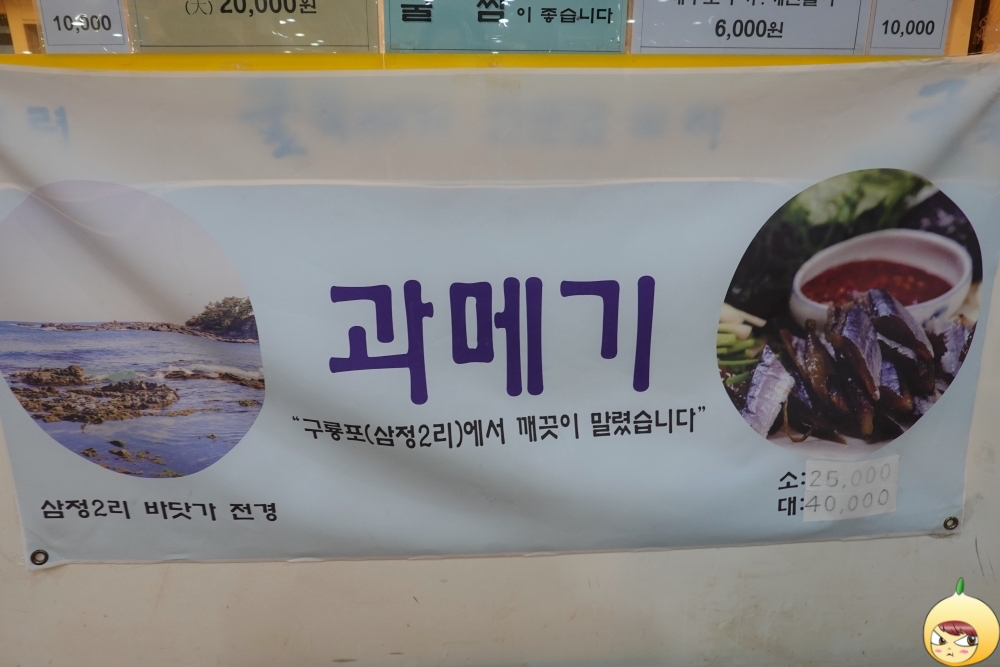 10,000
(大) 20,000원
굴 찜이 좋습니다
6,000원
10,000
과메기
“구룡포(삼정2리)에서 깨끗이 말렸습니다”
삼정2리 바닷가 전경
소:25,000
대:40,000